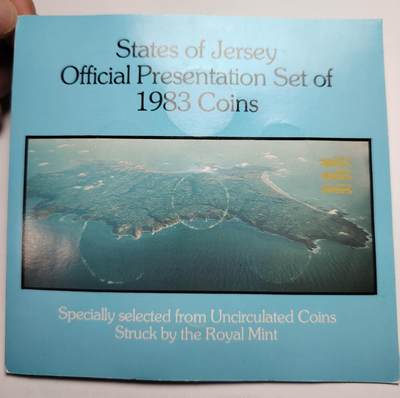 States of Jersey
Official Presentation Set of
1983 Coins
Specially selected from Uncirculated Coins
Struck by the Royal Mint